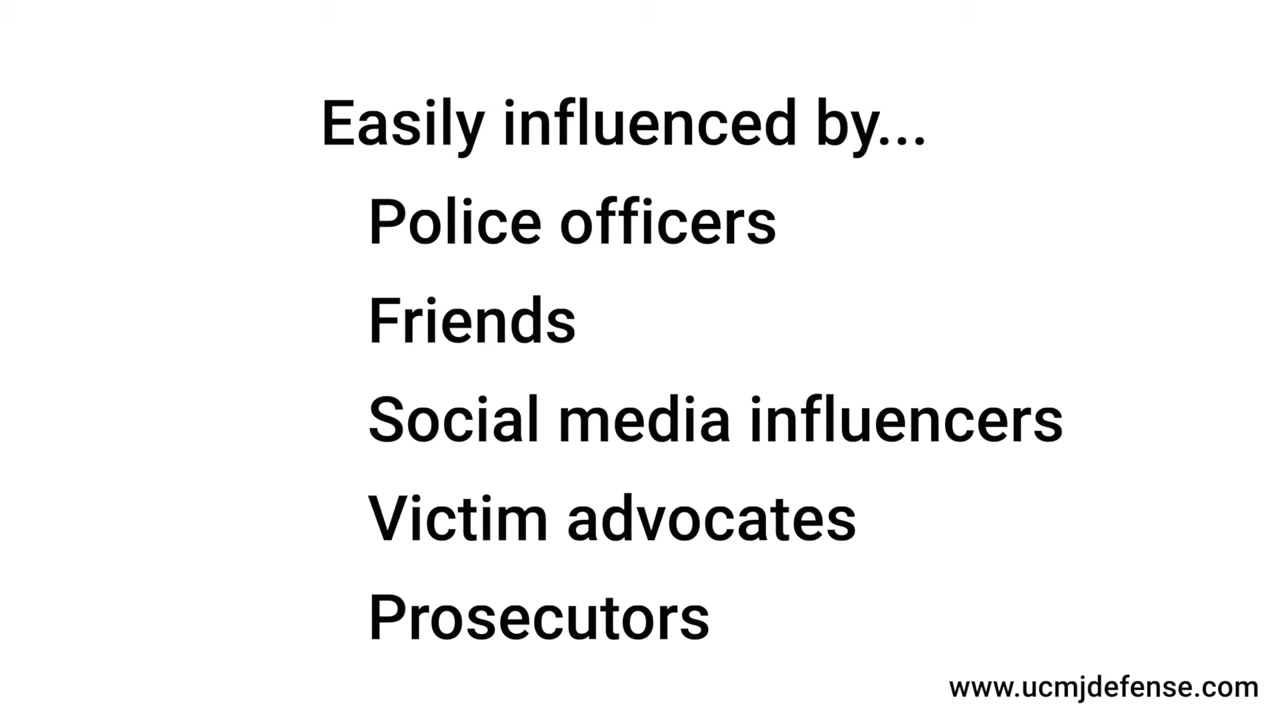 Easily influenced by...
Police officers
Friends
Social media influencers
Victim advocates
Prosecutors
www.ucmjdefense.com